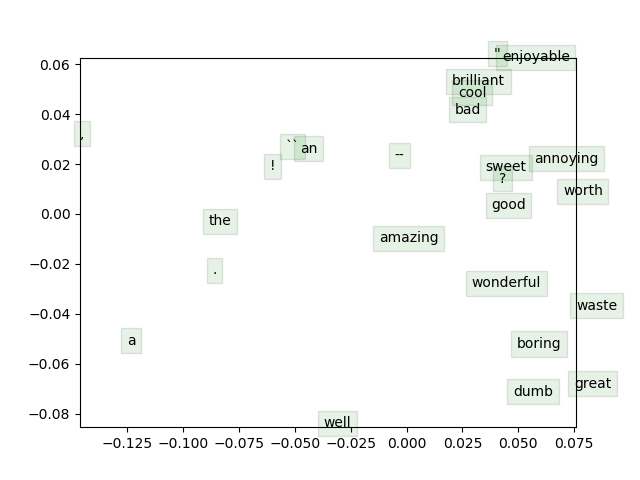 0.06
0.04
0.02
0.00
−0.02
−0.04
−0.06
−0.08
" enjoyable
brilliant
cool
bad
,
`` an
--
!
sweet annoying
?
worth
good
the
amazing
.
wonderful
waste
a
boring
dumb great
well
−0.125 −0.100 −0.075 −0.050 −0.025 0.000 0.025 0.050 0.075